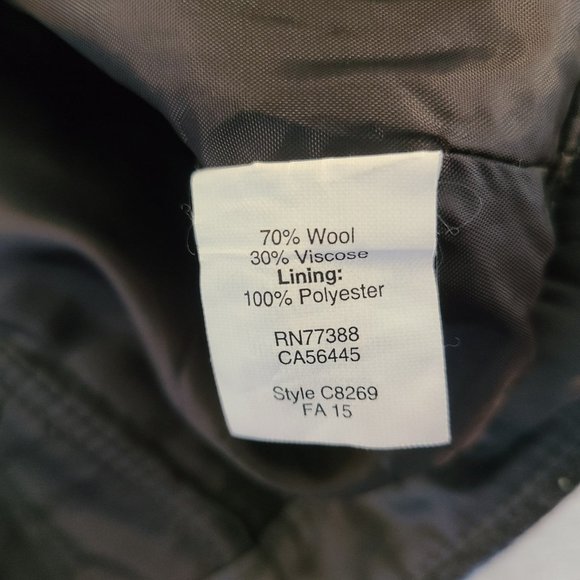 70% Wool
30% Viscose
Lining:
100% Polyester
RN77388
CA56445
Style C8269
FA 15